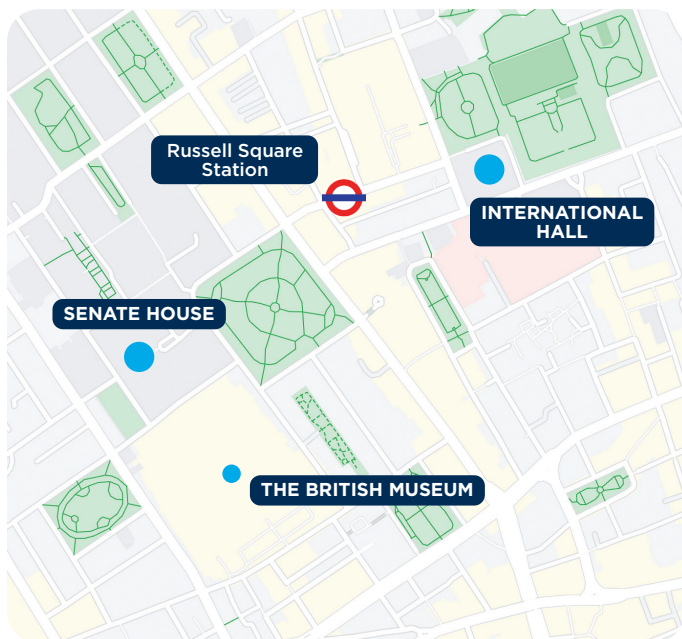 Russell Square
Station
INTERNATIONAL
HALL
SENATE HOUSE
THE BRITISH MUSEUM